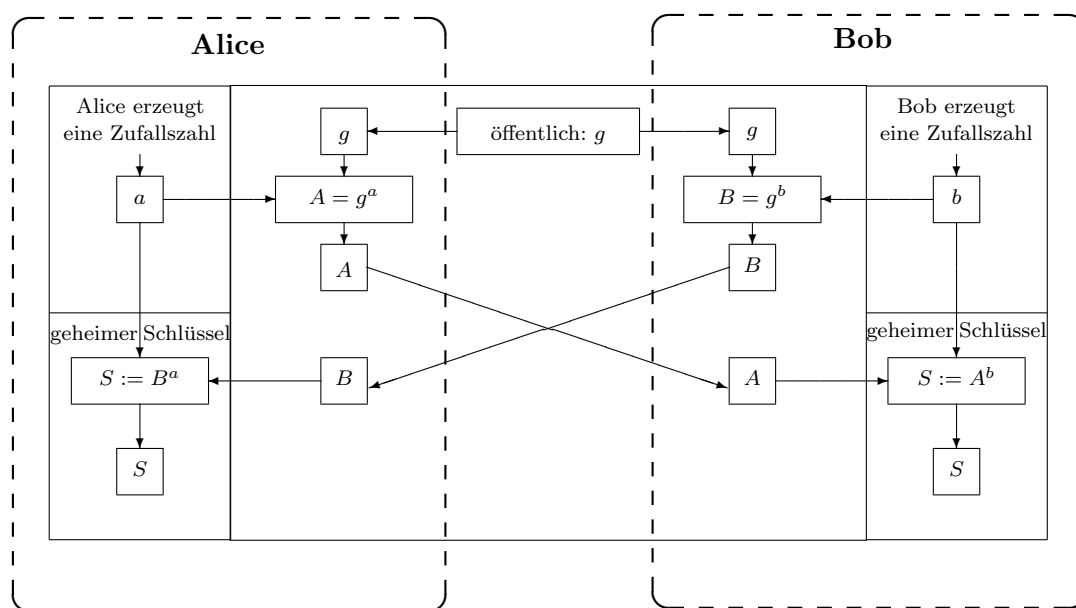 Alice
Bob
Alice erzeugt
eine Zufallszahl
Bob erzeugt
eine Zufallszahl
g
öffentlich: g
g
a
A = g^a
B = g^b
b
A
B
geheimer Schlüssel
geheimer Schlüssel
S := B^a
B
A
S := A^b
S
S